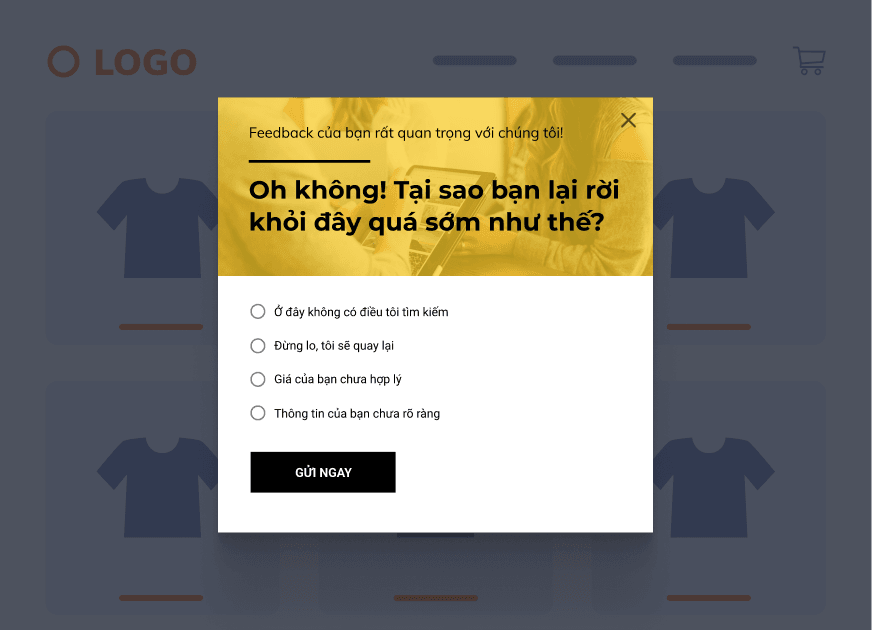 LOGO
Feedback của bạn rất quan trọng với chúng tôi!
Oh không! Tại sao bạn lại rời
khỏi đây quá sớm như thế?
Ở đây không có điều tôi tìm kiếm
Đừng lo, tôi sẽ quay lại
Giá của bạn chưa hợp lý
Thông tin của bạn chưa rõ ràng
GỬI NGAY